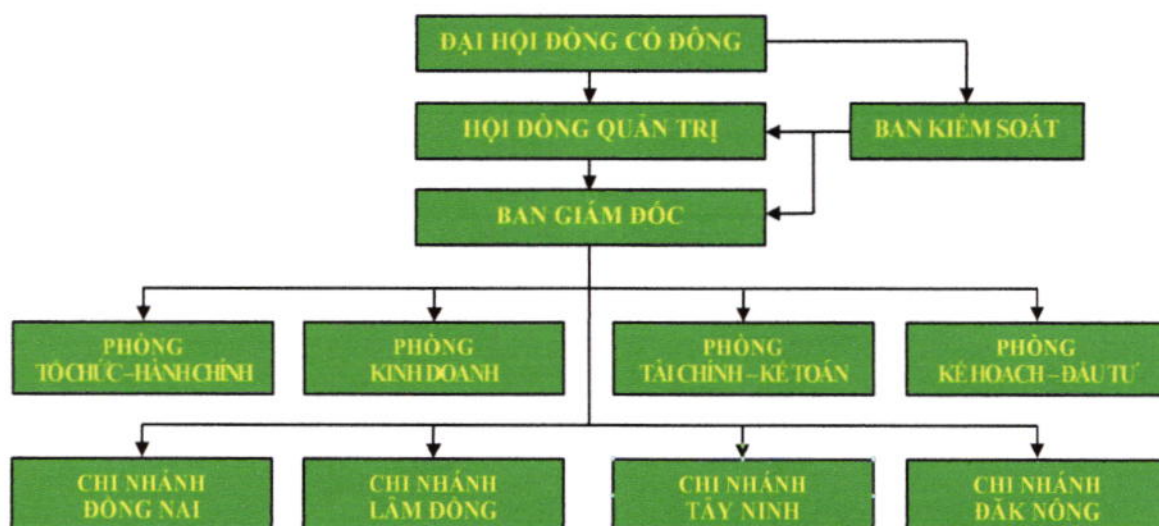 ĐẠI HỘI ĐỒNG CỔ ĐÔNG
HỘI ĐỒNG QUẢN TRỊ
BAN KIỂM SOÁT
BAN GIÁM ĐỐC
PHÒNG
TỔ CHỨC – HÀNH CHÍNH
PHÒNG
KINH DOANH
PHÒNG
TÀI CHÍNH – KẾ TOÁN
PHÒNG
KẾ HOẠCH – ĐẦU TƯ
CHI NHÁNH
ĐỒNG NAI
CHI NHÁNH
LÂM ĐỒNG
CHI NHÁNH
TÂY NINH
CHI NHÁNH
ĐĂK NÔNG